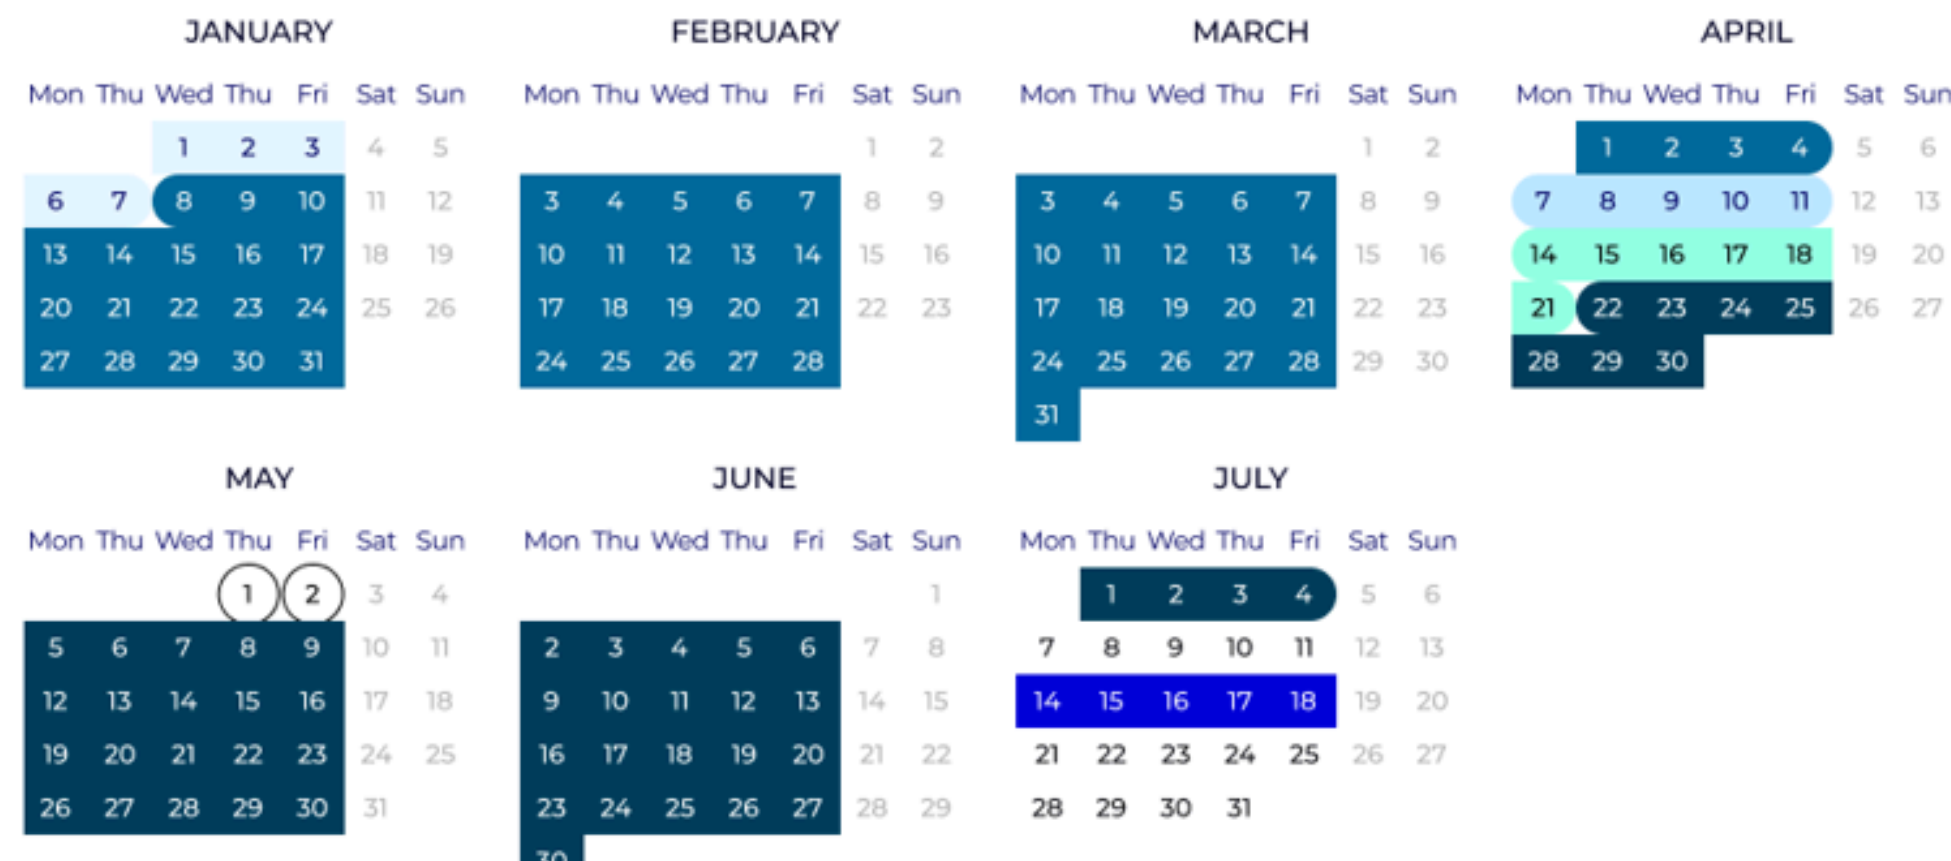 JANUARY FEBRUARY MARCH APRIL
Mon Thu Wed Thu Fri Sat Sun Mon Thu Wed Thu Fri Sat Sun Mon Thu Wed Thu Fri Sat Sun Mon Thu Wed Thu Fri Sat Sun
1 2 3 4 5 1 2 1 2 1 2 3 4 5 6
6 7 8 9 10 11 12 3 4 5 6 7 8 9 3 4 5 6 7 8 9 7 8 9 10 11 12 13
13 14 15 16 17 18 19 10 11 12 13 14 15 16 10 11 12 13 14 15 16 14 15 16 17 18 19 20
20 21 22 23 24 25 26 17 18 19 20 21 22 23 17 18 19 20 21 22 23 21 22 23 24 25 26 27
27 28 29 30 31 24 25 26 27 28 24 25 26 27 28 29 30 28 29 30
31
MAY JUNE JULY
Mon Thu Wed Thu Fri Sat Sun Mon Thu Wed Thu Fri Sat Sun Mon Thu Wed Thu Fri Sat Sun
1 2 3 4 1 1 2 3 4 5 6
5 6 7 8 9 10 11 2 3 4 5 6 7 8 7 8 9 10 11 12 13
12 13 14 15 16 17 18 9 10 11 12 13 14 15 14 15 16 17 18 19 20
19 20 21 22 23 24 25 16 17 18 19 20 21 22 21 22 23 24 25 26 27
26 27 28 29 30 31 23 24 25 26 27 28 29 28 29 30 31
30